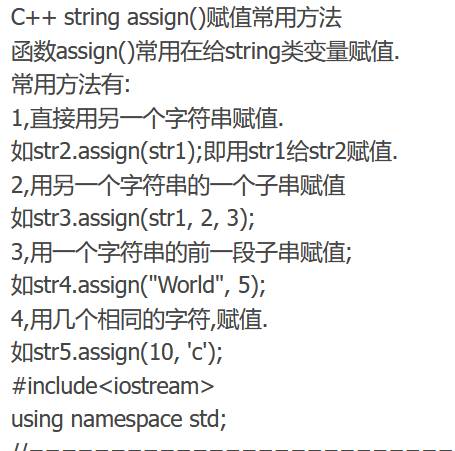 C++ string assign()赋值常用方法
函数assign()常用在给string类变量赋值.
常用方法有:
1,直接用另一个字符串赋值.
如str2.assign(str1);即用str1给str2赋值.
2,用另一个字符串的一个子串赋值
如str3.assign(str1, 2, 3);
3,用一个字符串的前一段子串赋值;
如str4.assign("World", 5);
4,用几个相同的字符,赋值.
如str5.assign(10, 'c');
#include<iostream>
using namespace std;